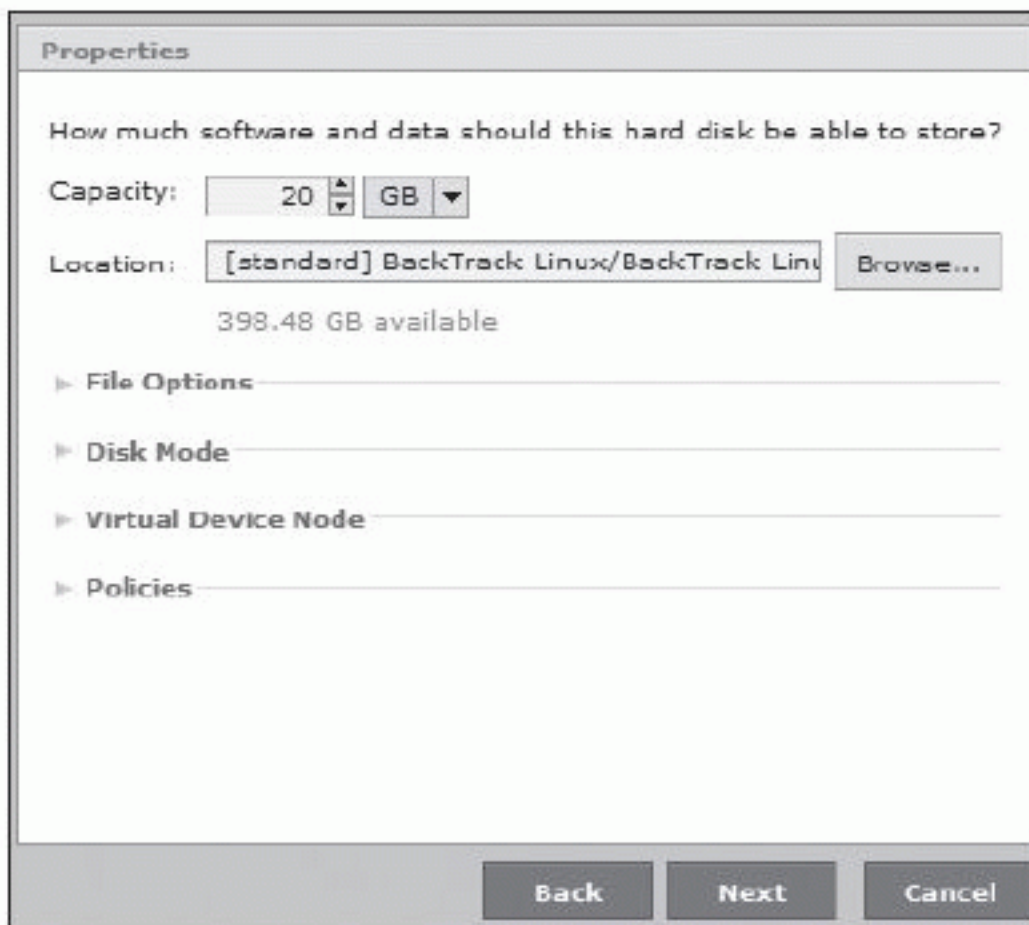 Properties
How much software and data should this hard disk be able to store?
Capacity: 20 GB
Location: [standard] BackTrack Linux/BackTrack Linu Browse...
398.48 GB available
File Options
Disk Mode
Virtual Device Node
Policies
Back Next Cancel